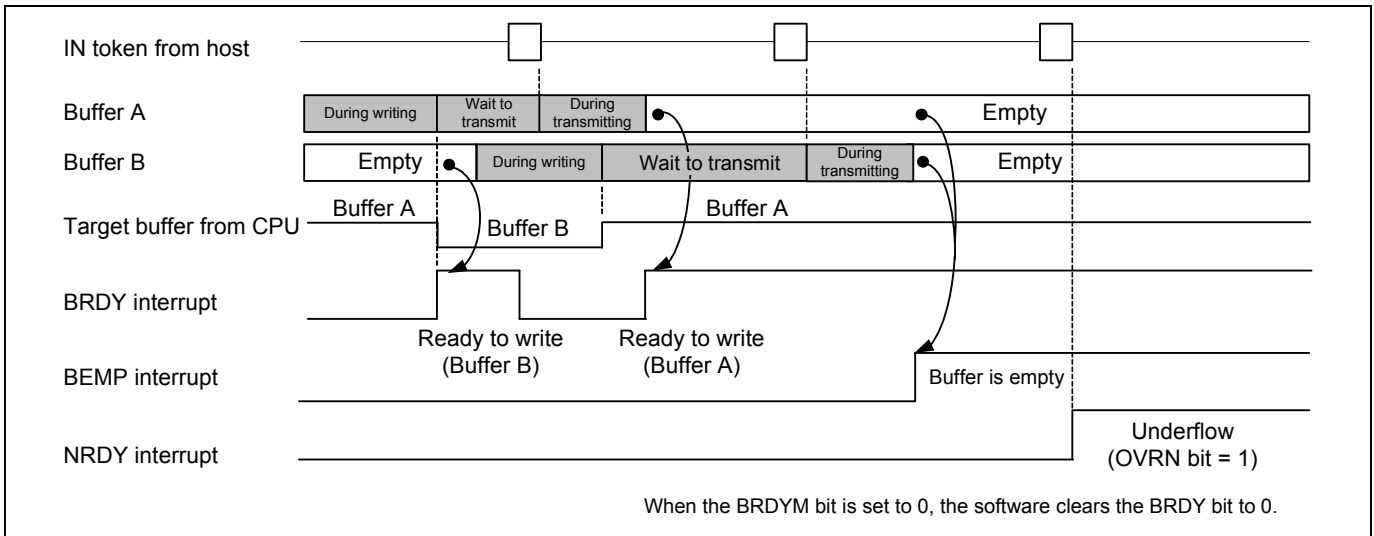 IN token from host
Buffer A
During writing
Wait to
transmit
During
transmitting
Empty
Buffer B
Empty
During writing
Wait to transmit
During
transmitting
Empty
Target buffer from CPU
Buffer A
Buffer B
Buffer A
BRDY interrupt
Ready to write
(Buffer B)
Ready to write
(Buffer A)
BEMP interrupt
Buffer is empty
NRDY interrupt
Underflow
(OVRN bit = 1)
When the BRDYM bit is set to 0, the software clears the BRDY bit to 0.